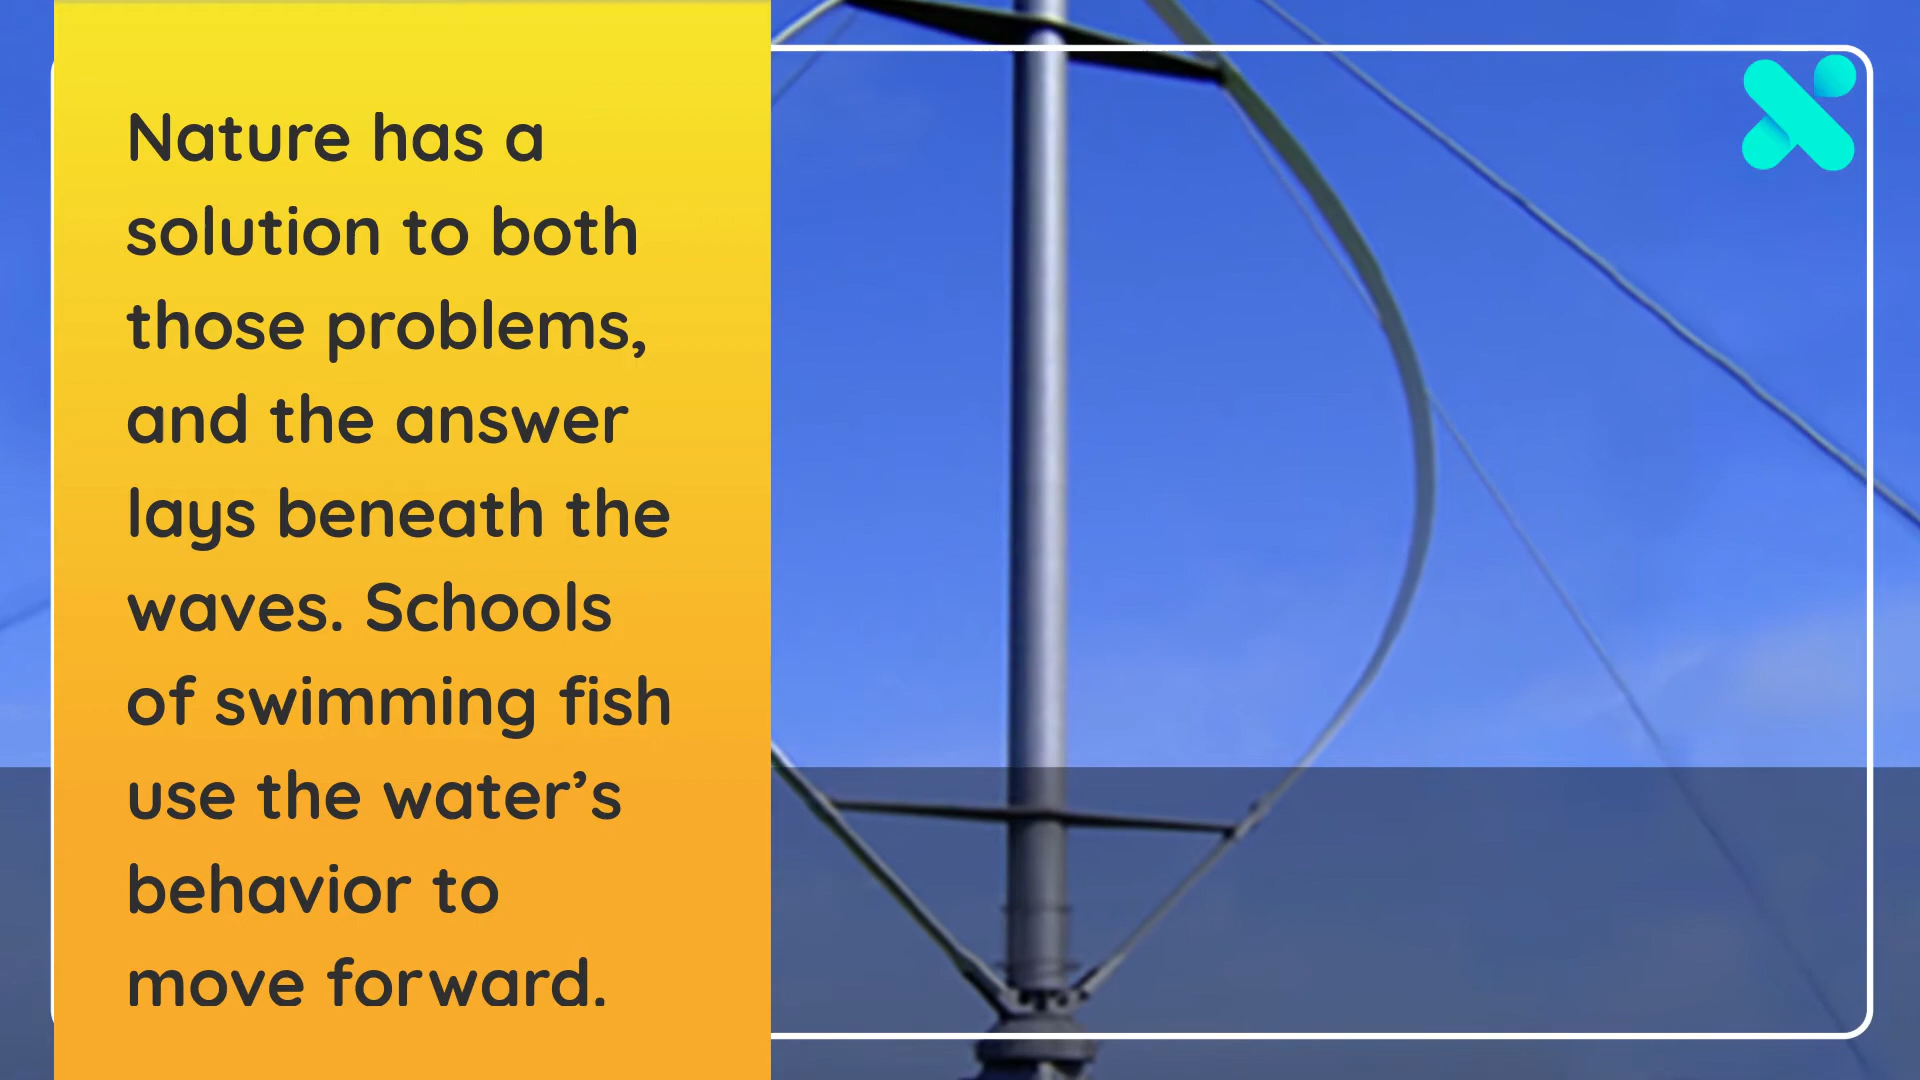 Nature has a
solution to both
those problems,
and the answer
lays beneath the
waves. Schools
of swimming fish
use the water’s
behavior to
move forward.